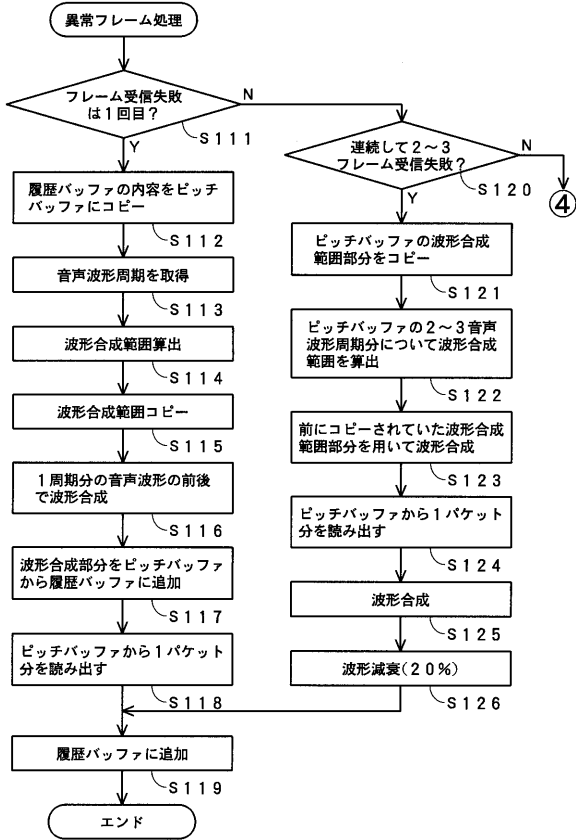 異常フレーム処理
フレーム受信失敗
は1回目？
N
S111
Y
履歴バッファの内容をピッチ
バッファにコピー
S112
音声波形周期を取得
S113
波形合成範囲算出
S114
波形合成範囲コピー
S115
1周期分の音声波形の前後
で波形合成
S116
波形合成部分をピッチバッファ
から履歴バッファに追加
S117
ピッチバッファから1パケット
分を読み出す
S118
連続して2～3
フレーム受信失敗？
N
S120
④
Y
ピッチバッファの波形合成
範囲部分をコピー
S121
ピッチバッファの2～3音声
波形周期分について波形合成
範囲を算出
S122
前にコピーされていた波形合成
範囲部分を用いて波形合成
S123
ピッチバッファから1パケット
分を読み出す
S124
波形合成
S125
波形減衰(20%)
S126
履歴バッファに追加
S119
エンド